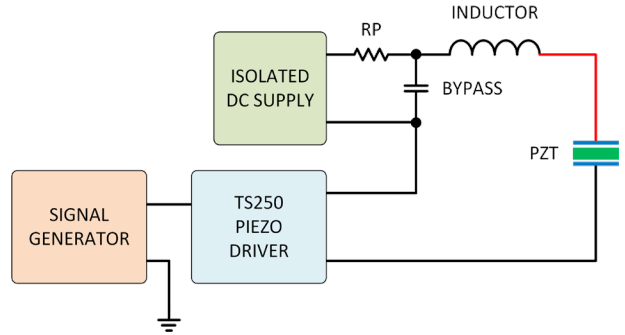 INDUCTOR
RP
ISOLATED
DC SUPPLY
BYPASS
PZT
TS250
PIEZO
DRIVER
SIGNAL
GENERATOR